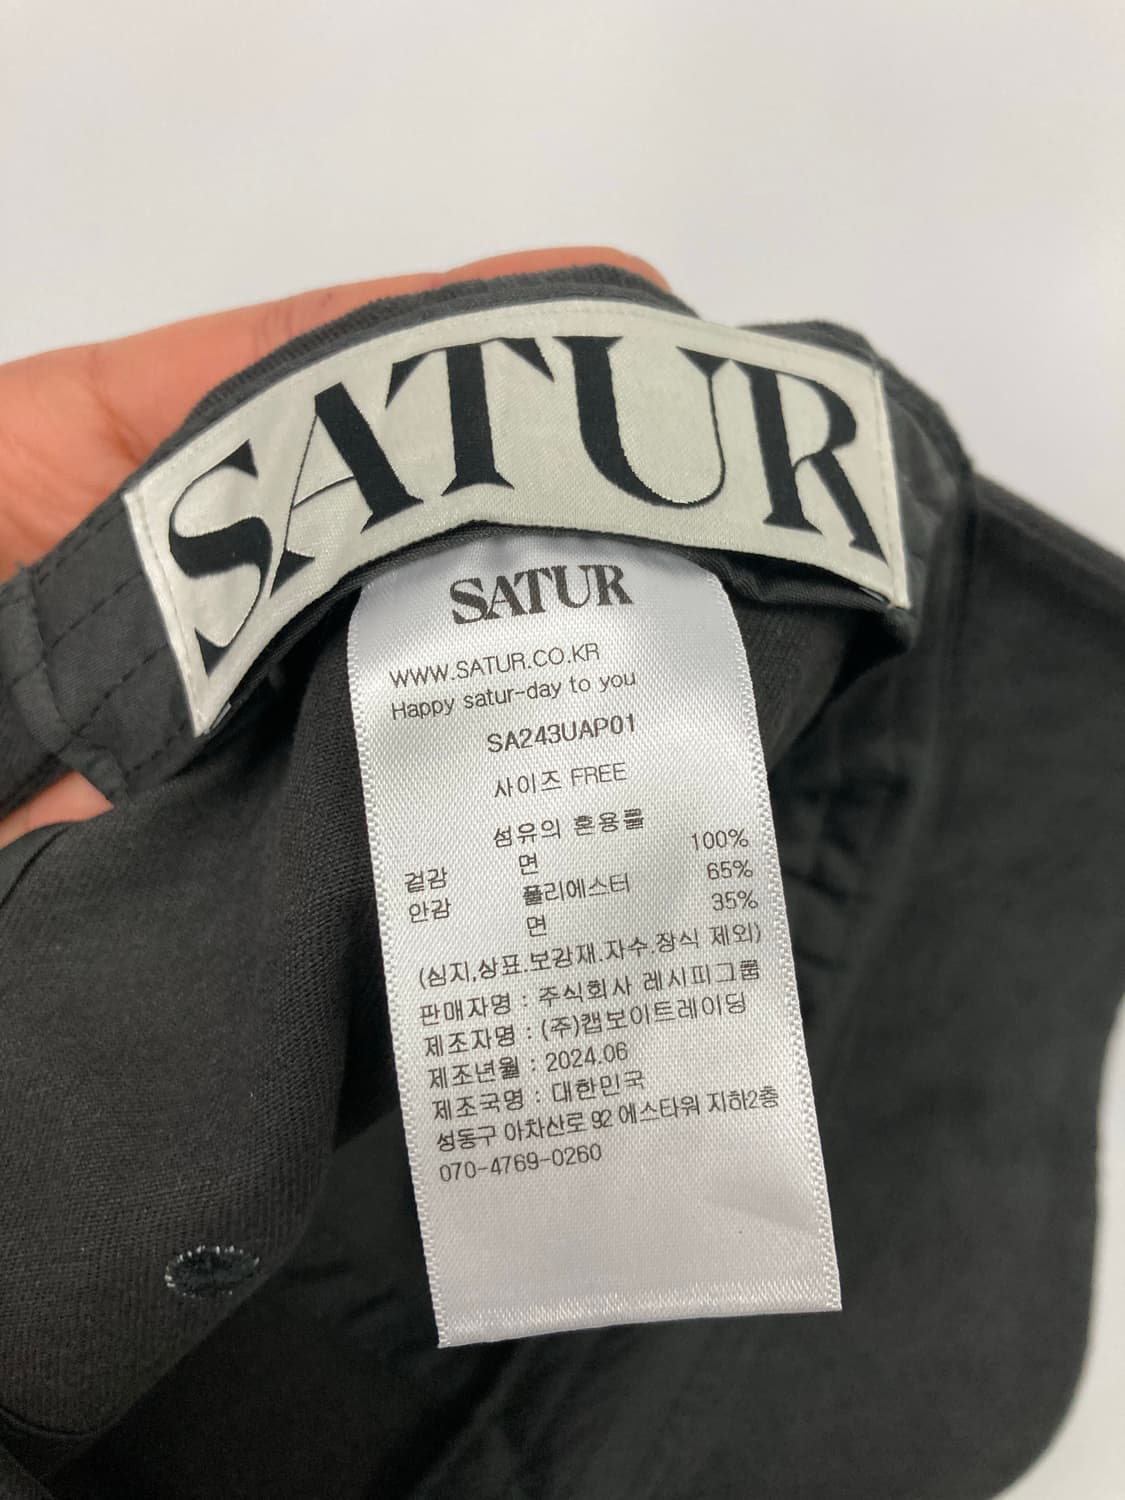 SATUR
SATUR
WWW.SATUR.CO.KR
Happy satur-day to you
SA243UAP01
사이즈 FREE
섬유의 혼용률
겉감 면 100%
안감 폴리에스터 65%
면 35%
(심지,상표.보강재.자수.장식 제외)
판매자명 : 주식회사 레시피그룹
제조자명 : (주)캡보이트레이딩
제조년월 : 2024.06
제조국명 : 대한민국
성동구 아차산로 92 에스타워 지하2층
070-4769-0260